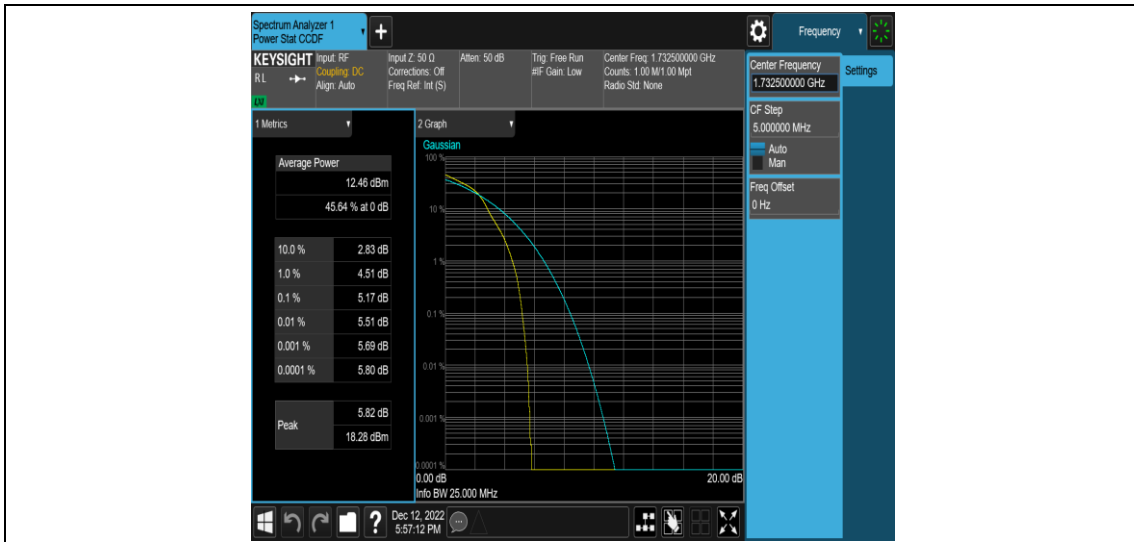 Spectrum Analyzer 1
Power Stat CCDF
+
Frequency
KEYSIGHT
RL
LXI
Input: RF
Coupling: DC
Align: Auto
Input Z: 50 Ω
Corrections: Off
Freq Ref: Int (S)
Atten: 50 dB
Trig: Free Run
#IF Gain: Low
Center Freq: 1.732500000 GHz
Counts: 1.00 M/1.00 Mpt
Radio Std: None
Center Frequency
1.732500000 GHz
Settings
CF Step
5.000000 MHz
Auto
Man
Freq Offset
0 Hz
1 Metrics
Average Power
12.46 dBm
45.64 % at 0 dB
10.0 % 2.83 dB
1.0 % 4.51 dB
0.1 % 5.17 dB
0.01 % 5.51 dB
0.001 % 5.69 dB
0.0001 % 5.80 dB
Peak
5.82 dB
18.28 dBm
2 Graph
Gaussian
100 %
10 %
1 %
0.1 %
0.01 %
0.001 %
0.0001 %
0.00 dB 20.00 dB
Info BW 25.000 MHz
?
Dec 12, 2022
5:57:12 PM